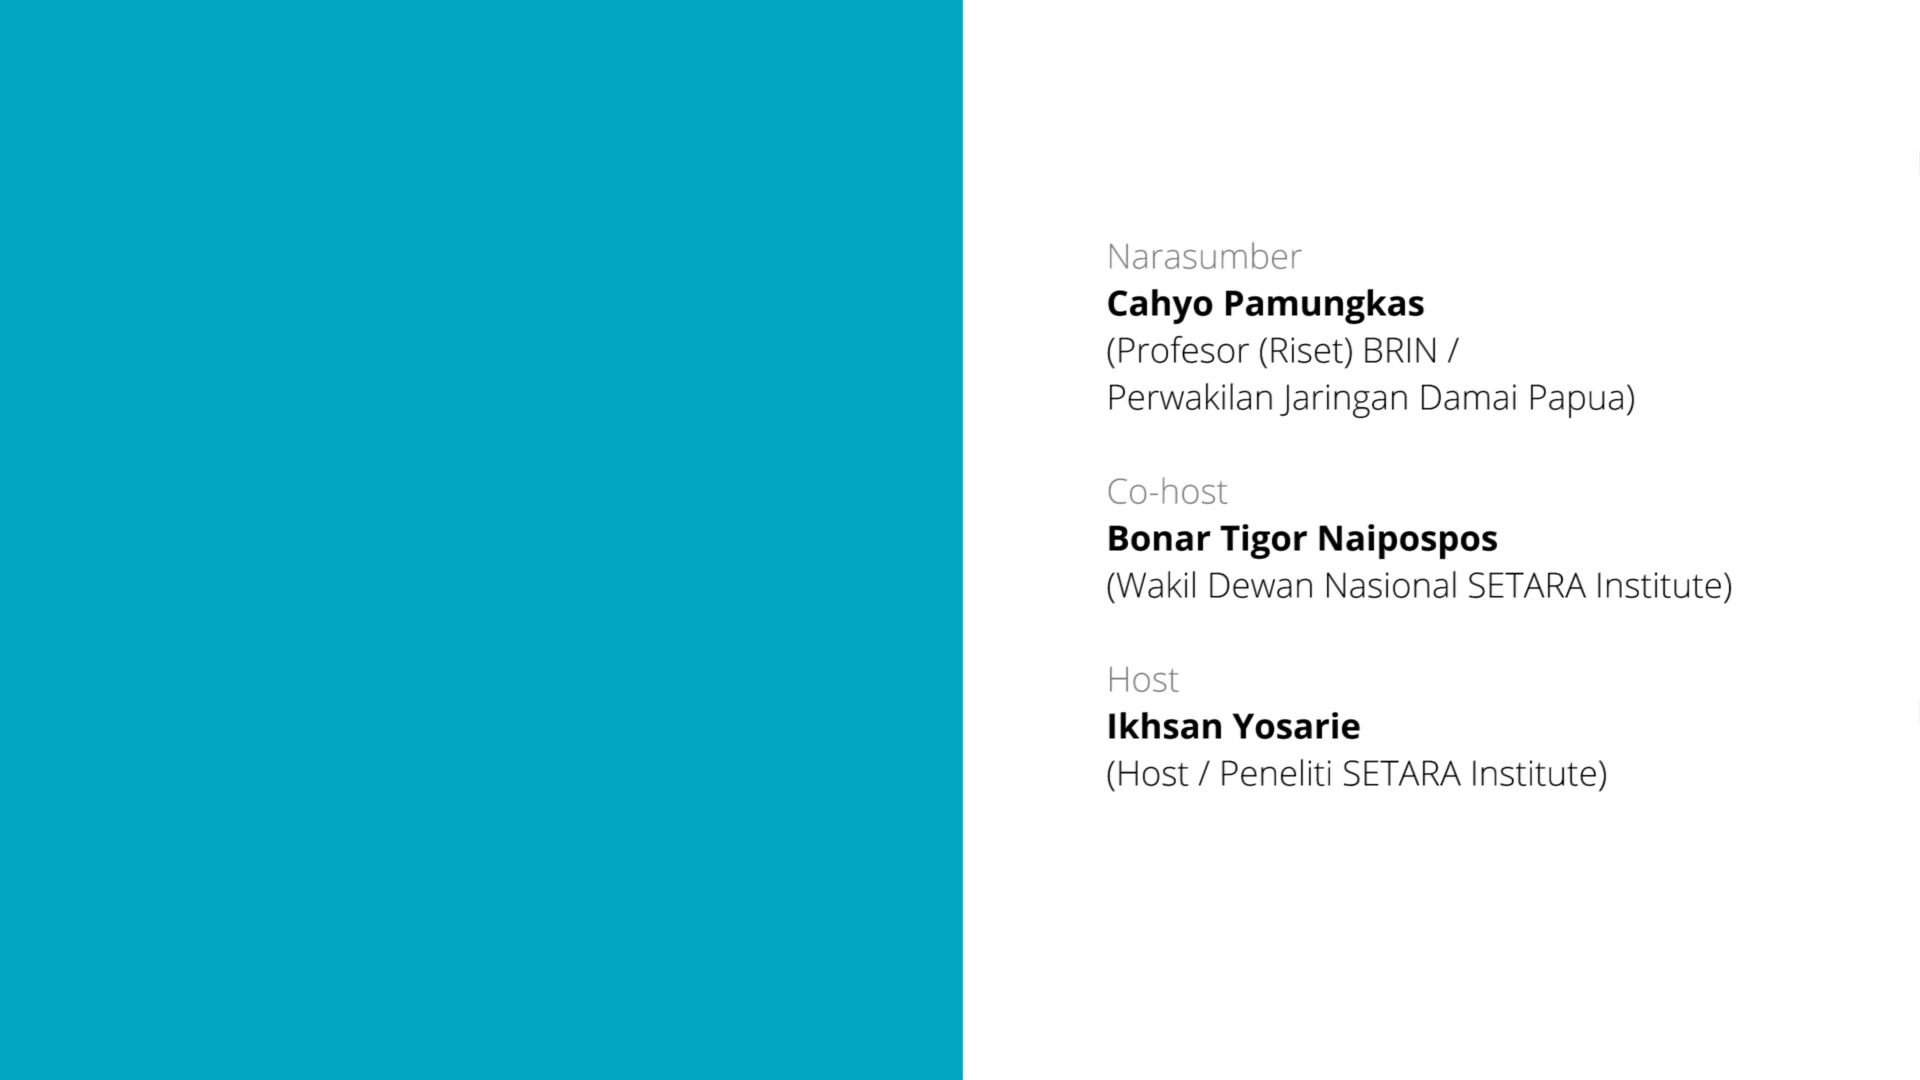 Narasumber
Cahyo Pamungkas
(Profesor (Riset) BRIN /
Perwakilan Jaringan Damai Papua)
Co-host
Bonar Tigor Naipospos
(Wakil Dewan Nasional SETARA Institute)
Host
Ikhsan Yosarie
(Host / Peneliti SETARA Institute)